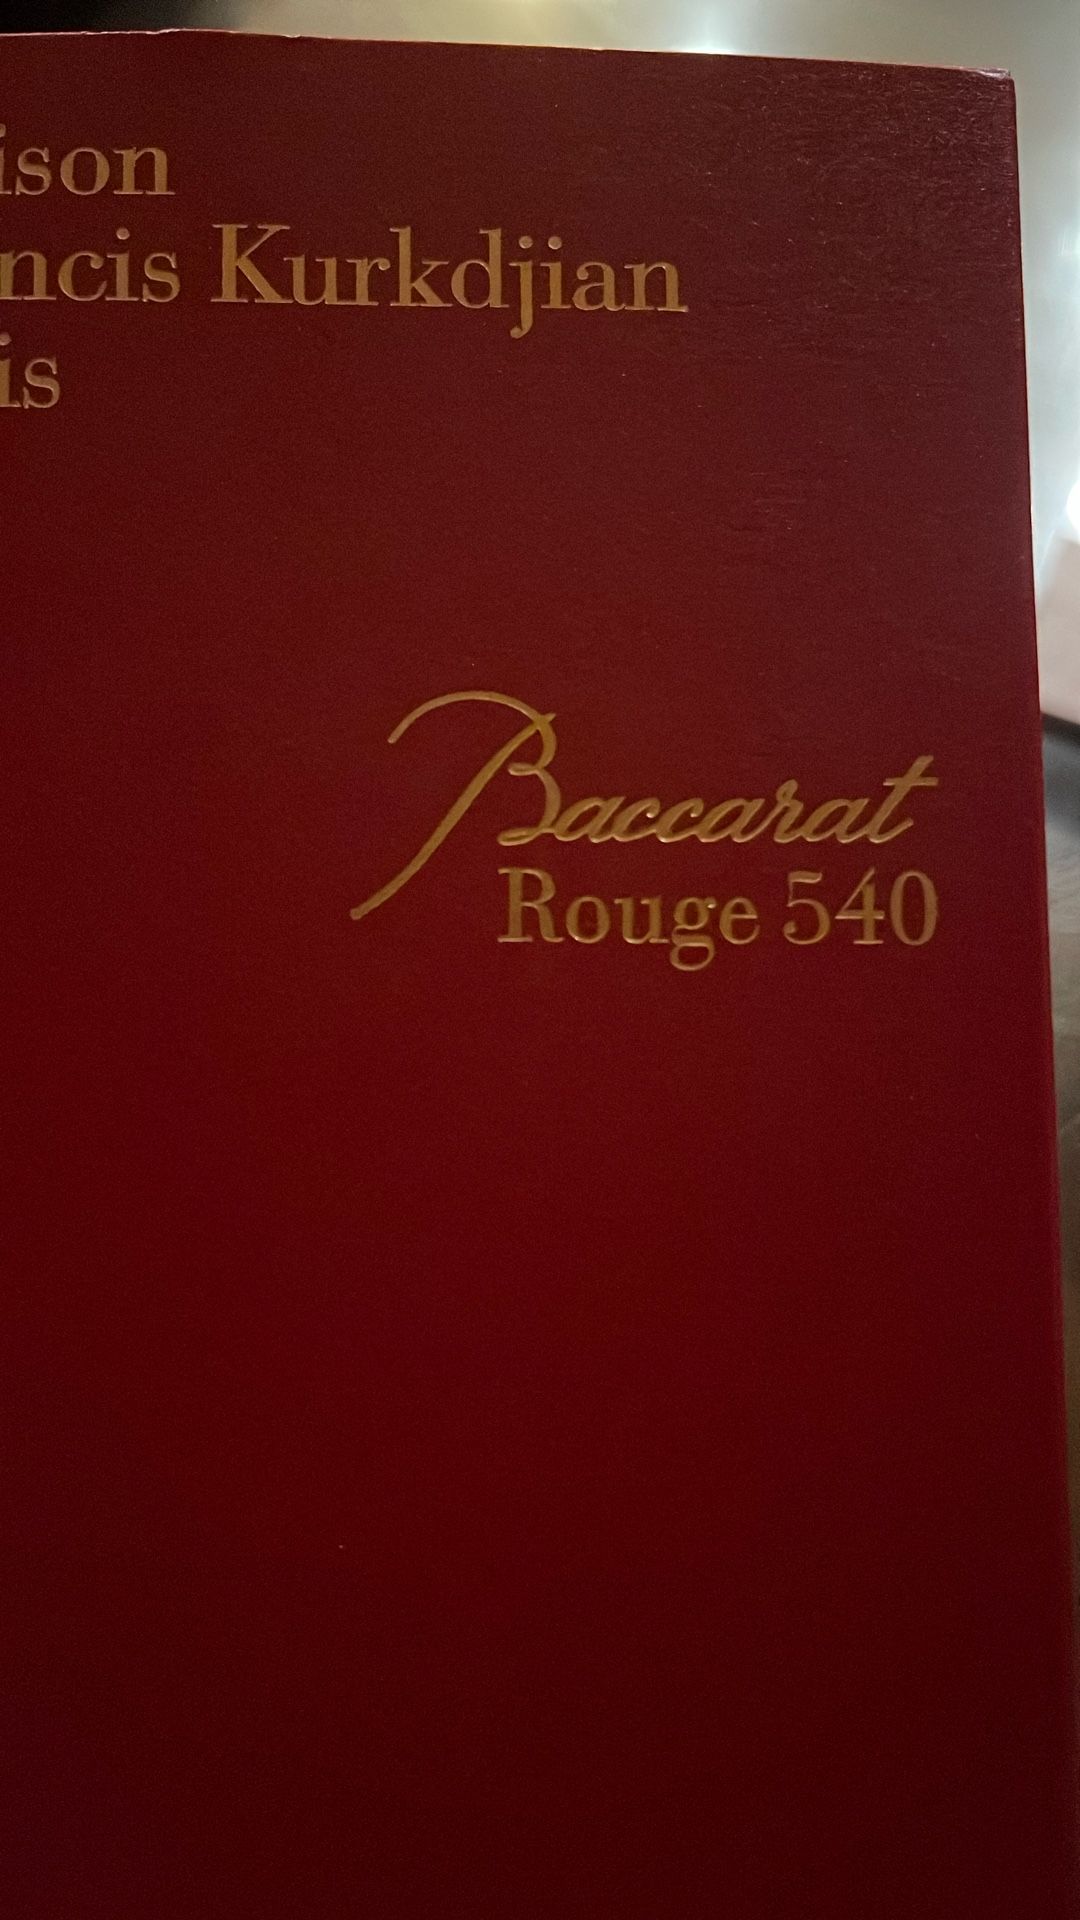 ison
ncis Kurkdjian
is
Baccarat
Rouge 540